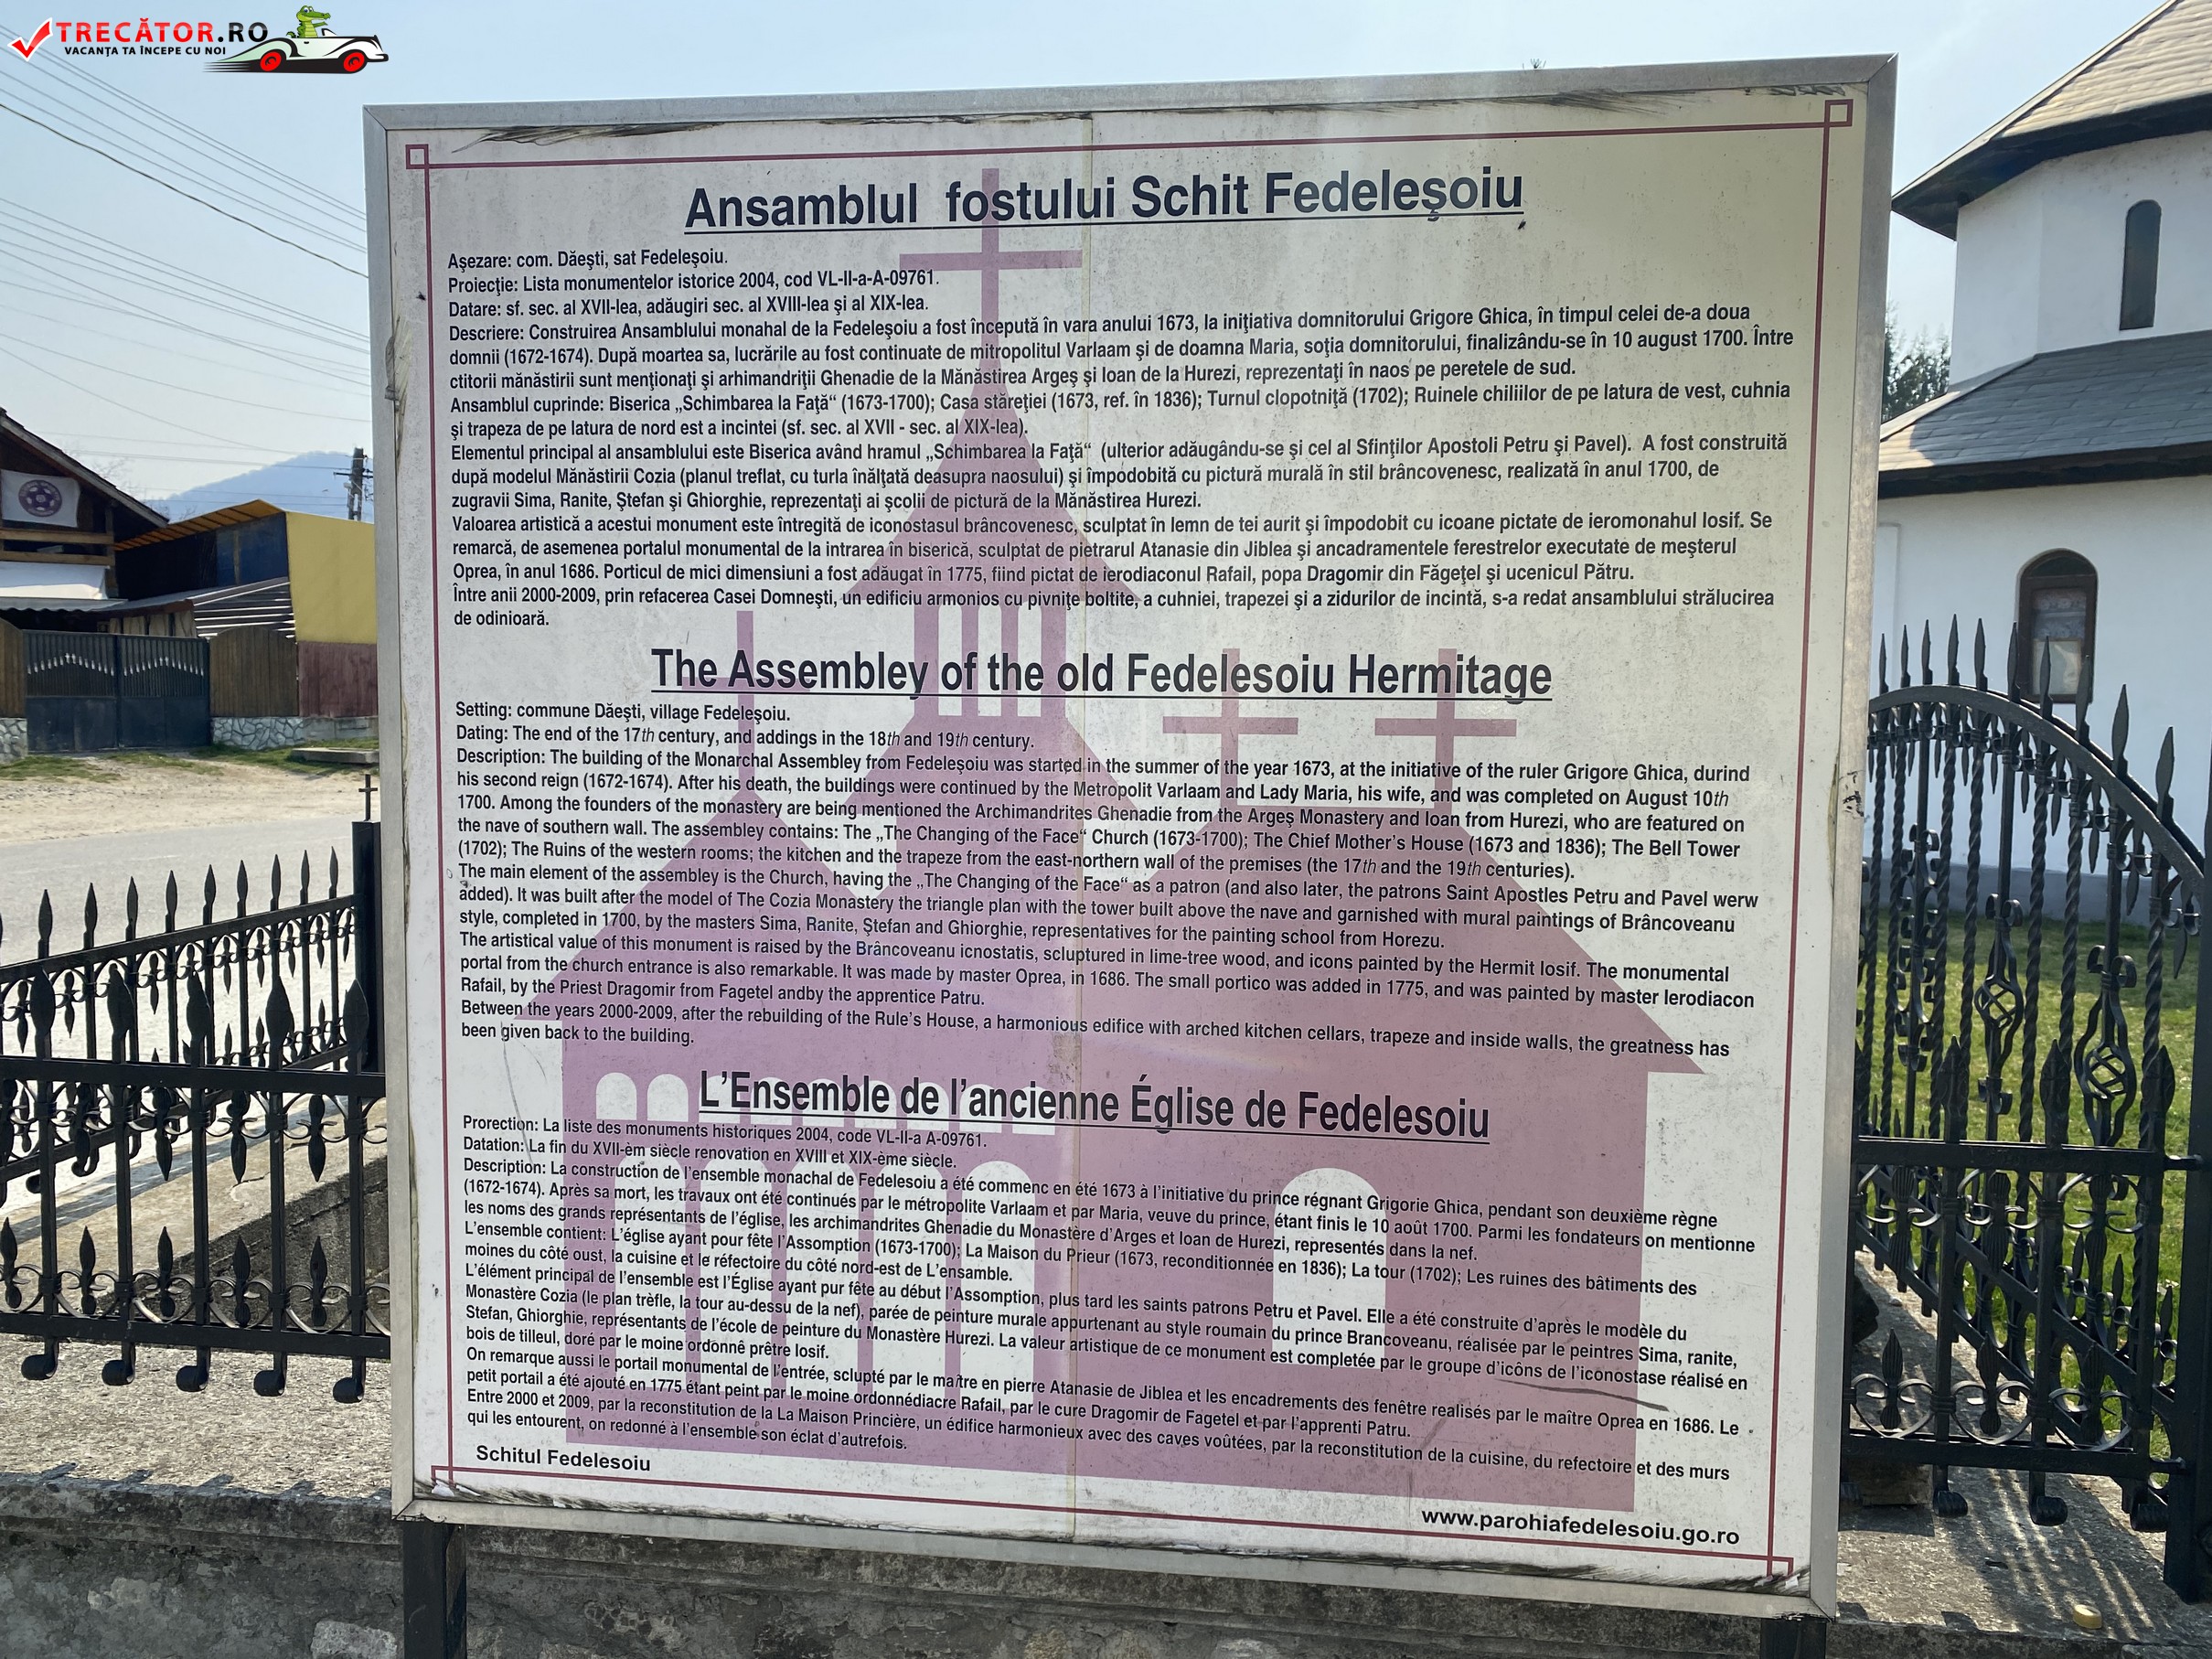 TRECĂTOR.RO
VACANȚA TA ÎNCEPE CU NOI
Ansamblul fostului Schit Fedeleşoiu
Aşezare: com. Dăeşti, sat Fedeleşoiu.
Proiecţie: Lista monumentelor istorice 2004, cod VL-II-a-A-09761.
Datare: sf. sec. al XVII-lea, adăugiri sec. al XVIII-lea şi al XIX-lea.
Descriere: Construirea Ansamblului monahal de la Fedeleşoiu a fost începută în vara anului 1673, la iniţiativa domnitorului Grigore Ghica, în timpul celei de-a doua
domnii (1672-1674). După moartea sa, lucrările au fost continuate de mitropolitul Varlaam şi de doamna Maria, soţia domnitorului, finalizându-se în 10 august 1700. Între
ctitorii mănăstirii sunt menţionaţi şi arhimandriţii Ghenadie de la Mănăstirea Argeş şi Ioan de la Hurezi, reprezentaţi în naos pe peretele de sud.
Ansamblul cuprinde: Biserica „Schimbarea la Faţă“ (1673-1700); Casa stăreţiei (1673, ref. în 1836); Turnul clopotniţă (1702); Ruinele chiliilor de pe latura de vest, cuhnia
şi trapeza de pe latura de nord est a incintei (sf. sec. al XVII - sec. al XIX-lea).
Elementul principal al ansamblului este Biserica având hramul „Schimbarea la Faţă“ (ulterior adăugându-se şi cel al Sfinţilor Apostoli Petru şi Pavel). A fost construită
după modelul Mănăstirii Cozia (planul treflat, cu turla înălţată deasupra naosului) şi împodobită cu pictură murală în stil brâncovenesc, realizată în anul 1700, de
zugravii Sima, Ranite, Ştefan şi Ghiorghie, reprezentaţi ai şcolii de pictură de la Mănăstirea Hurezi.
Valoarea artistică a acestui monument este întregită de iconostasul brâncovenesc, sculptat în lemn de tei aurit şi împodobit cu icoane pictate de ieromonahul Iosif. Se
remarcă, de asemenea portalul monumental de la intrarea în biserică, sculptat de pietrarul Atanasie din Jiblea şi ancadramentele ferestrelor executate de meşterul
Oprea, în anul 1686. Porticul de mici dimensiuni a fost adăugat în 1775, fiind pictat de ierodiaconul Rafail, popa Dragomir din Făgeţel şi ucenicul Pătru.
Între anii 2000-2009, prin refacerea Casei Domneşti, un edificiu armonios cu pivniţe boltite, a cuhniei, trapezei şi a zidurilor de incintă, s-a redat ansamblului strălucirea
de odinioară.
The Assembley of the old Fedelesoiu Hermitage
Setting: commune Dăeşti, village Fedeleşoiu.
Dating: The end of the 17th century, and addings in the 18th and 19th century.
Description: The building of the Monarchal Assembley from Fedeleşoiu was started in the summer of the year 1673, at the initiative of the ruler Grigore Ghica, durind
his second reign (1672-1674). After his death, the buildings were continued by the Metropolit Varlaam and Lady Maria, his wife, and was completed on August 10th
1700. Among the founders of the monastery are being mentioned the Archimandrites Ghenadie from the Argeş Monastery and Ioan from Hurezi, who are featured on
the nave of southern wall. The assembley contains: The „The Changing of the Face“ Church (1673-1700); The Chief Mother's House (1673 and 1836); The Bell Tower
(1702); The Ruins of the western rooms; the kitchen and the trapeze from the east-northern wall of the premises (the 17th and the 19th centuries).
The main element of the assembley is the Church, having the „The Changing of the Face“ as a patron (and also later, the patrons Saint Apostles Petru and Pavel werw
added). It was built after the model of The Cozia Monastery the triangle plan with the tower built above the nave and garnished with mural paintings of Brâncoveanu
style, completed in 1700, by the masters Sima, Ranite, Ştefan and Ghiorghie, representatives for the painting school from Horezu.
The artistical value of this monument is raised by the Brâncoveanu icnostatis, scluptured in lime-tree wood, and icons painted by the Hermit Iosif. The monumental
portal from the church entrance is also remarkable. It was made by master Oprea, in 1686. The small portico was added in 1775, and was painted by master Ierodiacon
Rafail, by the Priest Dragomir from Fagetel andby the apprentice Patru.
Between the years 2000-2009, after the rebuilding of the Rule's House, a harmonious edifice with arched kitchen cellars, trapeze and inside walls, the greatness has
been given back to the building.
L'Ensemble de l'ancienne Église de Fedelesoiu
Prorection: La liste des monuments historiques 2004, code VL-II-a A-09761.
Datation: La fin du XVII-èm siècle renovation en XVIII et XIX-ème siècle.
Description: La construction de l'ensemble monachal de Fedelesoiu a été commenc en été 1673 à l'initiative du prince régnant Grigorie Ghica, pendant son deuxième règne
(1672-1674). Après sa mort, les travaux ont été continués par le métropolite Varlaam et par Maria, veuve du prince, étant finis le 10 août 1700. Parmi les fondateurs on mentionne
les noms des grands représentants de l'église, les archimandrites Ghenadie du Monastère d'Arges et Ioan de Hurezi, representés dans la nef.
L'ensemble contient: L'église ayant pour fête l'Assomption (1673-1700); La Maison du Prieur (1673, reconditionnée en 1836); La tour (1702); Les ruines des bâtiments des
moines du côté oust, la cuisine et le réfectoire du côté nord-est de L'ensamble.
L'élément principal de l'ensemble est l'Église ayant pur fête au début l'Assomption, plus tard les saints patrons Petru et Pavel. Elle a été construite d'après le modèle du
Monastère Cozia (le plan trèfle, la tour au-dessu de la nef), parée de peinture murale appurtenant au style roumain du prince Brancoveanu, réalisée par le peintres Sima, ranite,
Stefan, Ghiorghie, représentants de l'école de peinture du Monastère Hurezi. La valeur artistique de ce monument est completée par le groupe d'icôns de l'iconostase réalisé en
bois de tilleul, doré par le moine ordonnê prêtre Iosif.
On remarque aussi le portail monumental de l'entrée, sclupté par le maître en pierre Atanasie de Jiblea et les encadrements des fenêtre realisés par le maître Oprea en 1686. Le
petit portail a été ajouté en 1775 étant peint par le moine ordonnédiacre Rafail, par le cure Dragomir de Fagetel et par l'apprenti Patru.
Entre 2000 et 2009, par la reconstitution de la La Maison Princière, un édifice harmonieux avec des caves voûtées, par la reconstitution de la cuisine, du refectoire et des murs
qui les entourent, on redonné à l'ensemble son éclat d'autrefois.
Schitul Fedelesoiu
www.parohiafedelesoiu.go.ro